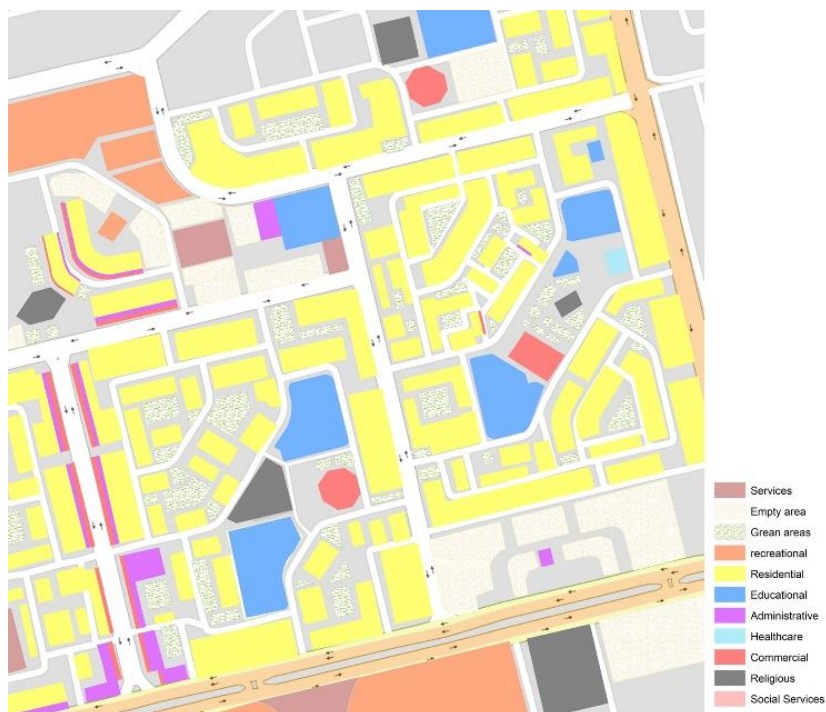 Services
Empty area
Grean areas
recreational
Residential
Educational
Administrative
Healthcare
Commercial
Religious
Social Services